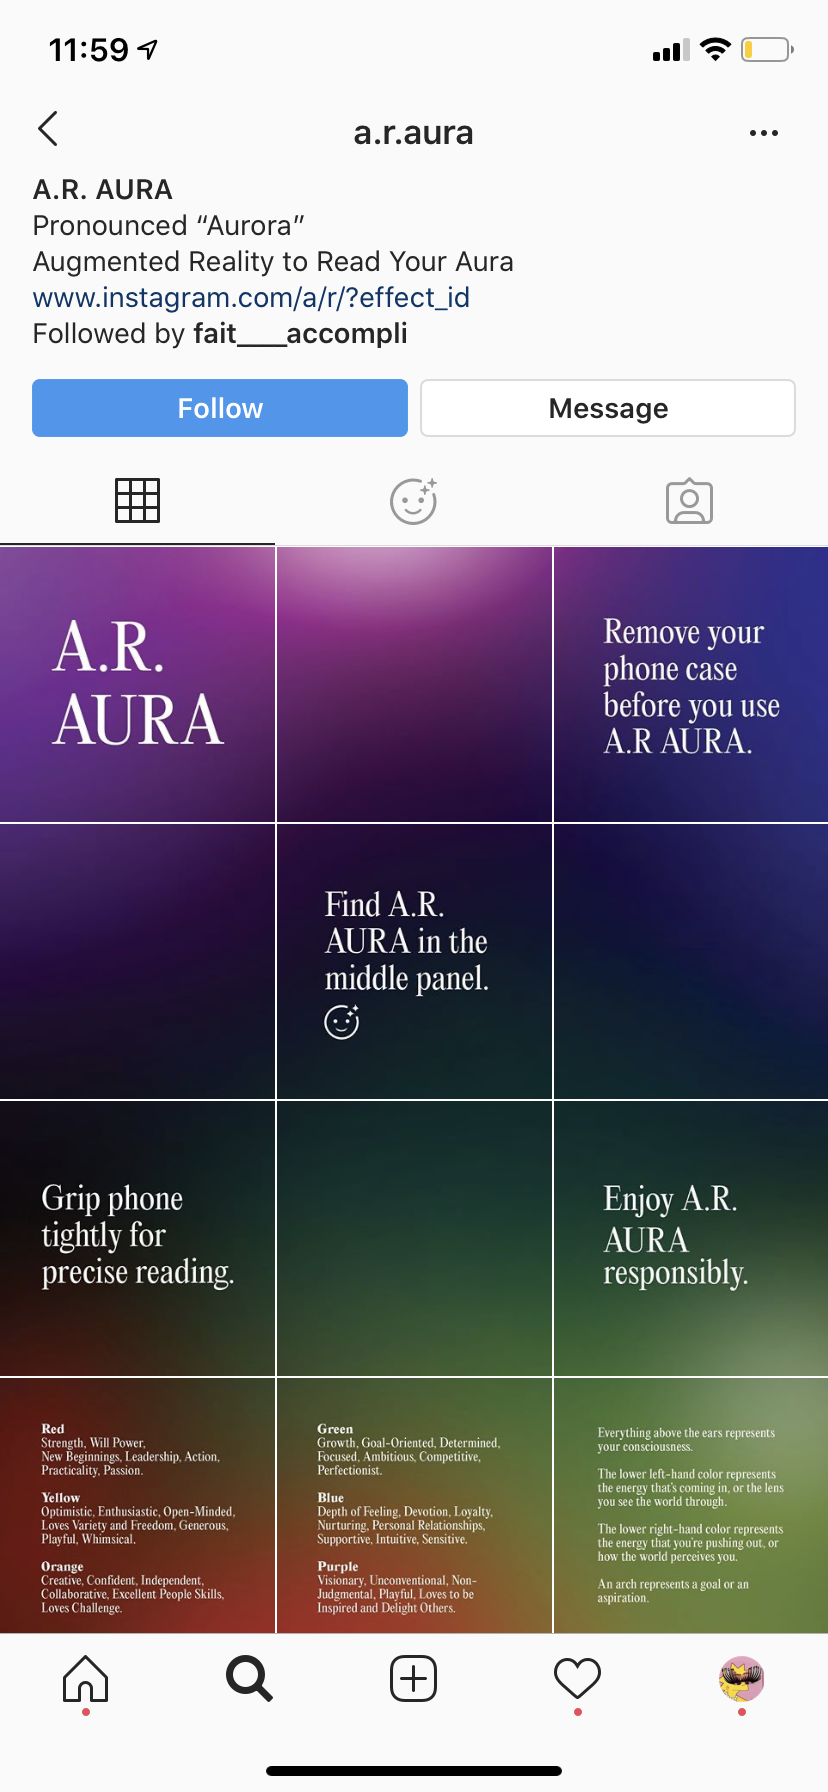 11:59
a.r.aura
A.R. AURA
Pronounced “Aurora”
Augmented Reality to Read Your Aura
www.instagram.com/a/r/?effect_id
Followed by fait____accompli
Follow
Message
A.R.
AURA
Remove your
phone case
before you use
A.R AURA.
Find A.R.
AURA in the
middle panel.
Grip phone
tightly for
precise reading.
Enjoy A.R.
AURA
responsibly.
Red
Strength, Will Power,
New Beginnings, Leadership, Action,
Practicality, Passion.
Yellow
Optimistic, Enthusiastic, Open-Minded,
Loves Variety and Freedom, Generous,
Playful, Whimsical.
Orange
Creative, Confident, Independent,
Collaborative, Excellent People Skills,
Loves Challenge.
Green
Growth, Goal-Oriented, Determined,
Focused, Ambitious, Competitive,
Perfectionist.
Blue
Depth of Feeling, Devotion, Loyalty,
Nurturing, Personal Relationships,
Supportive, Intuitive, Sensitive.
Purple
Visionary, Unconventional, Non-
Judgmental, Playful, Loves to be
Inspired and Delight Others.
Everything above the ears represents
your consciousness.
The lower left-hand color represents
the energy that's coming in, or the lens
you see the world through.
The lower right-hand color represents
the energy that you're pushing out, or
how the world perceives you.
An arch represents a goal or an
aspiration.